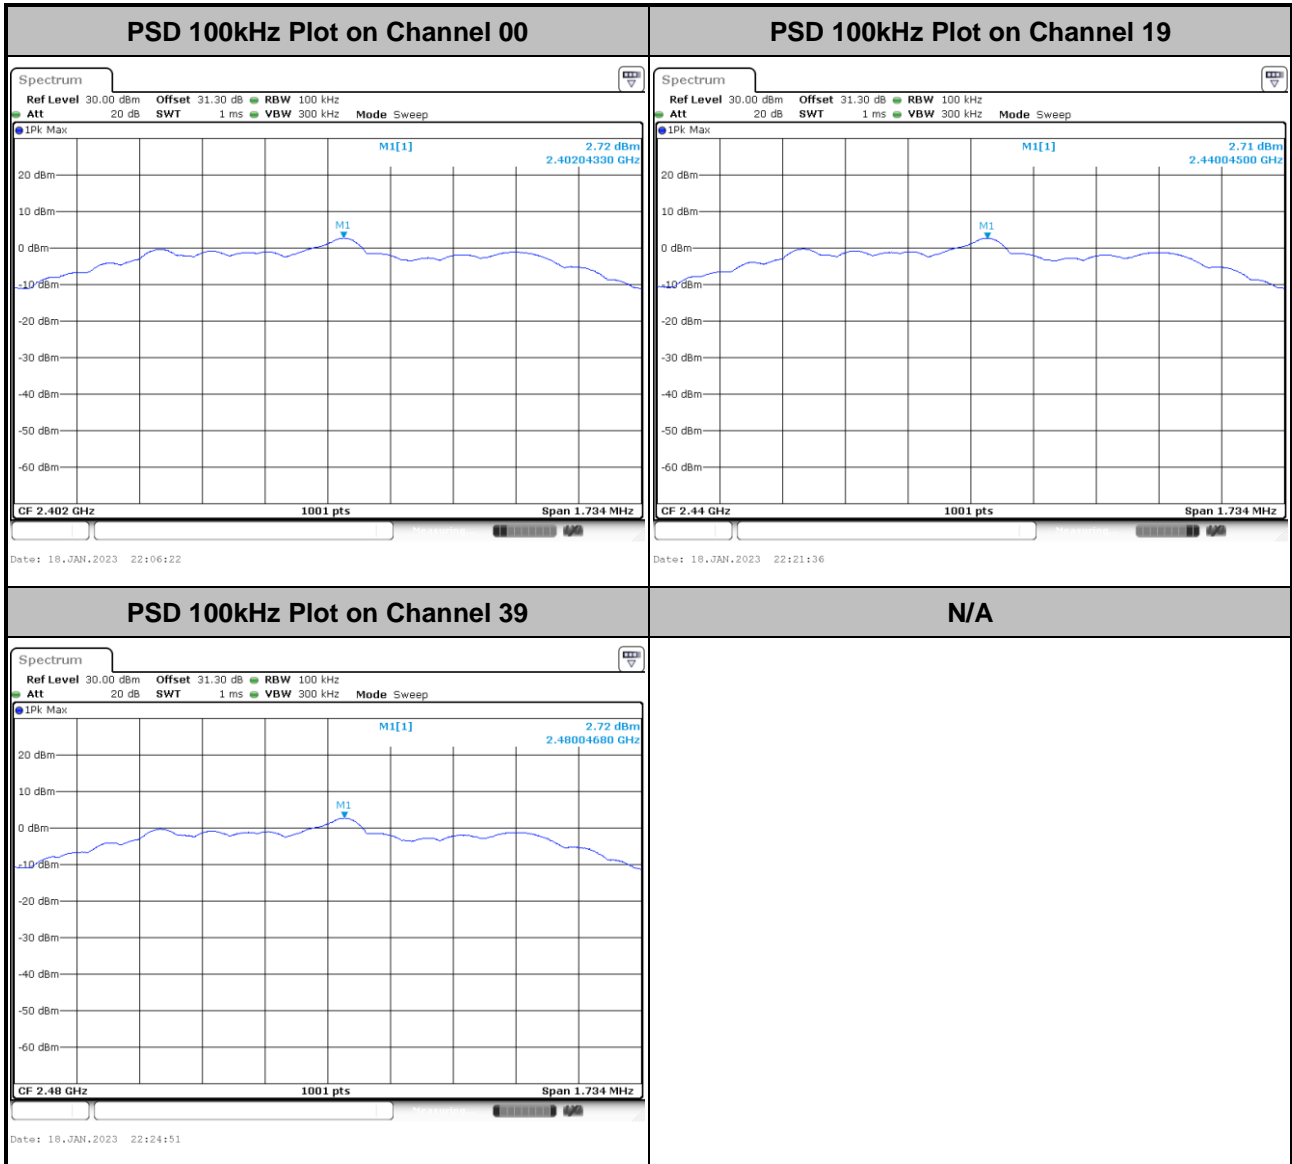 PSD 100kHz Plot on Channel 00
PSD 100kHz Plot on Channel 19
Spectrum
Ref Level 30.00 dBm Offset 31.30 dB RBW 100 kHz
Att 20 dB SWT 1 ms VBW 300 kHz Mode Sweep
1Pk Max
M1[1] 2.72 dBm
2.40204330 GHz
20 dBm
10 dBm
M1
0 dBm
-10 dBm
-20 dBm
-30 dBm
-40 dBm
-50 dBm
-60 dBm
CF 2.402 GHz 1001 pts Span 1.734 MHz
Measuring...
Date: 18.JAN.2023 22:06:22
Spectrum
Ref Level 30.00 dBm Offset 31.30 dB RBW 100 kHz
Att 20 dB SWT 1 ms VBW 300 kHz Mode Sweep
1Pk Max
M1[1] 2.71 dBm
2.44004500 GHz
20 dBm
10 dBm
M1
0 dBm
-10 dBm
-20 dBm
-30 dBm
-40 dBm
-50 dBm
-60 dBm
CF 2.44 GHz 1001 pts Span 1.734 MHz
Measuring...
Date: 18.JAN.2023 22:21:36
PSD 100kHz Plot on Channel 39
N/A
Spectrum
Ref Level 30.00 dBm Offset 31.30 dB RBW 100 kHz
Att 20 dB SWT 1 ms VBW 300 kHz Mode Sweep
1Pk Max
M1[1] 2.72 dBm
2.48004680 GHz
20 dBm
10 dBm
M1
0 dBm
-10 dBm
-20 dBm
-30 dBm
-40 dBm
-50 dBm
-60 dBm
CF 2.48 GHz 1001 pts Span 1.734 MHz
Measuring...
Date: 18.JAN.2023 22:24:51